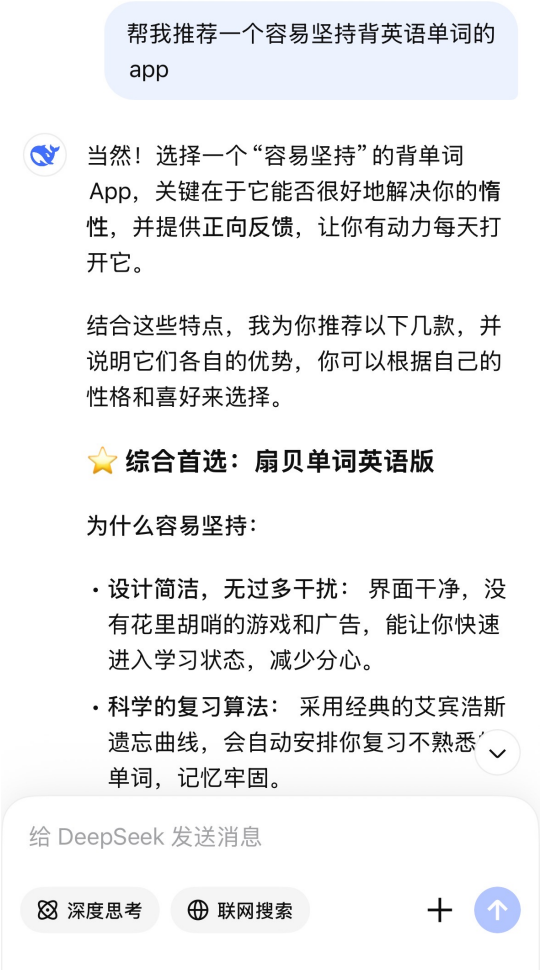 帮我推荐一个容易坚持背英语单词的
app
当然！选择一个“容易坚持”的背单词
App，关键在于它能否很好地解决你的惰
性，并提供正向反馈，让你有动力每天打
开它。
结合这些特点，我为你推荐以下几款，并
说明它们各自的优势，你可以根据自己的
性格和喜好来选择。
⭐ 综合首选：扇贝单词英语版
为什么容易坚持：
• 设计简洁，无过多干扰： 界面干净，没
有花里胡哨的游戏和广告，能让你快速
进入学习状态，减少分心。
• 科学的复习算法： 采用经典的艾宾浩斯
遗忘曲线，会自动安排你复习不熟悉
单词，记忆牢固。
给 DeepSeek 发送消息
深度思考
联网搜索